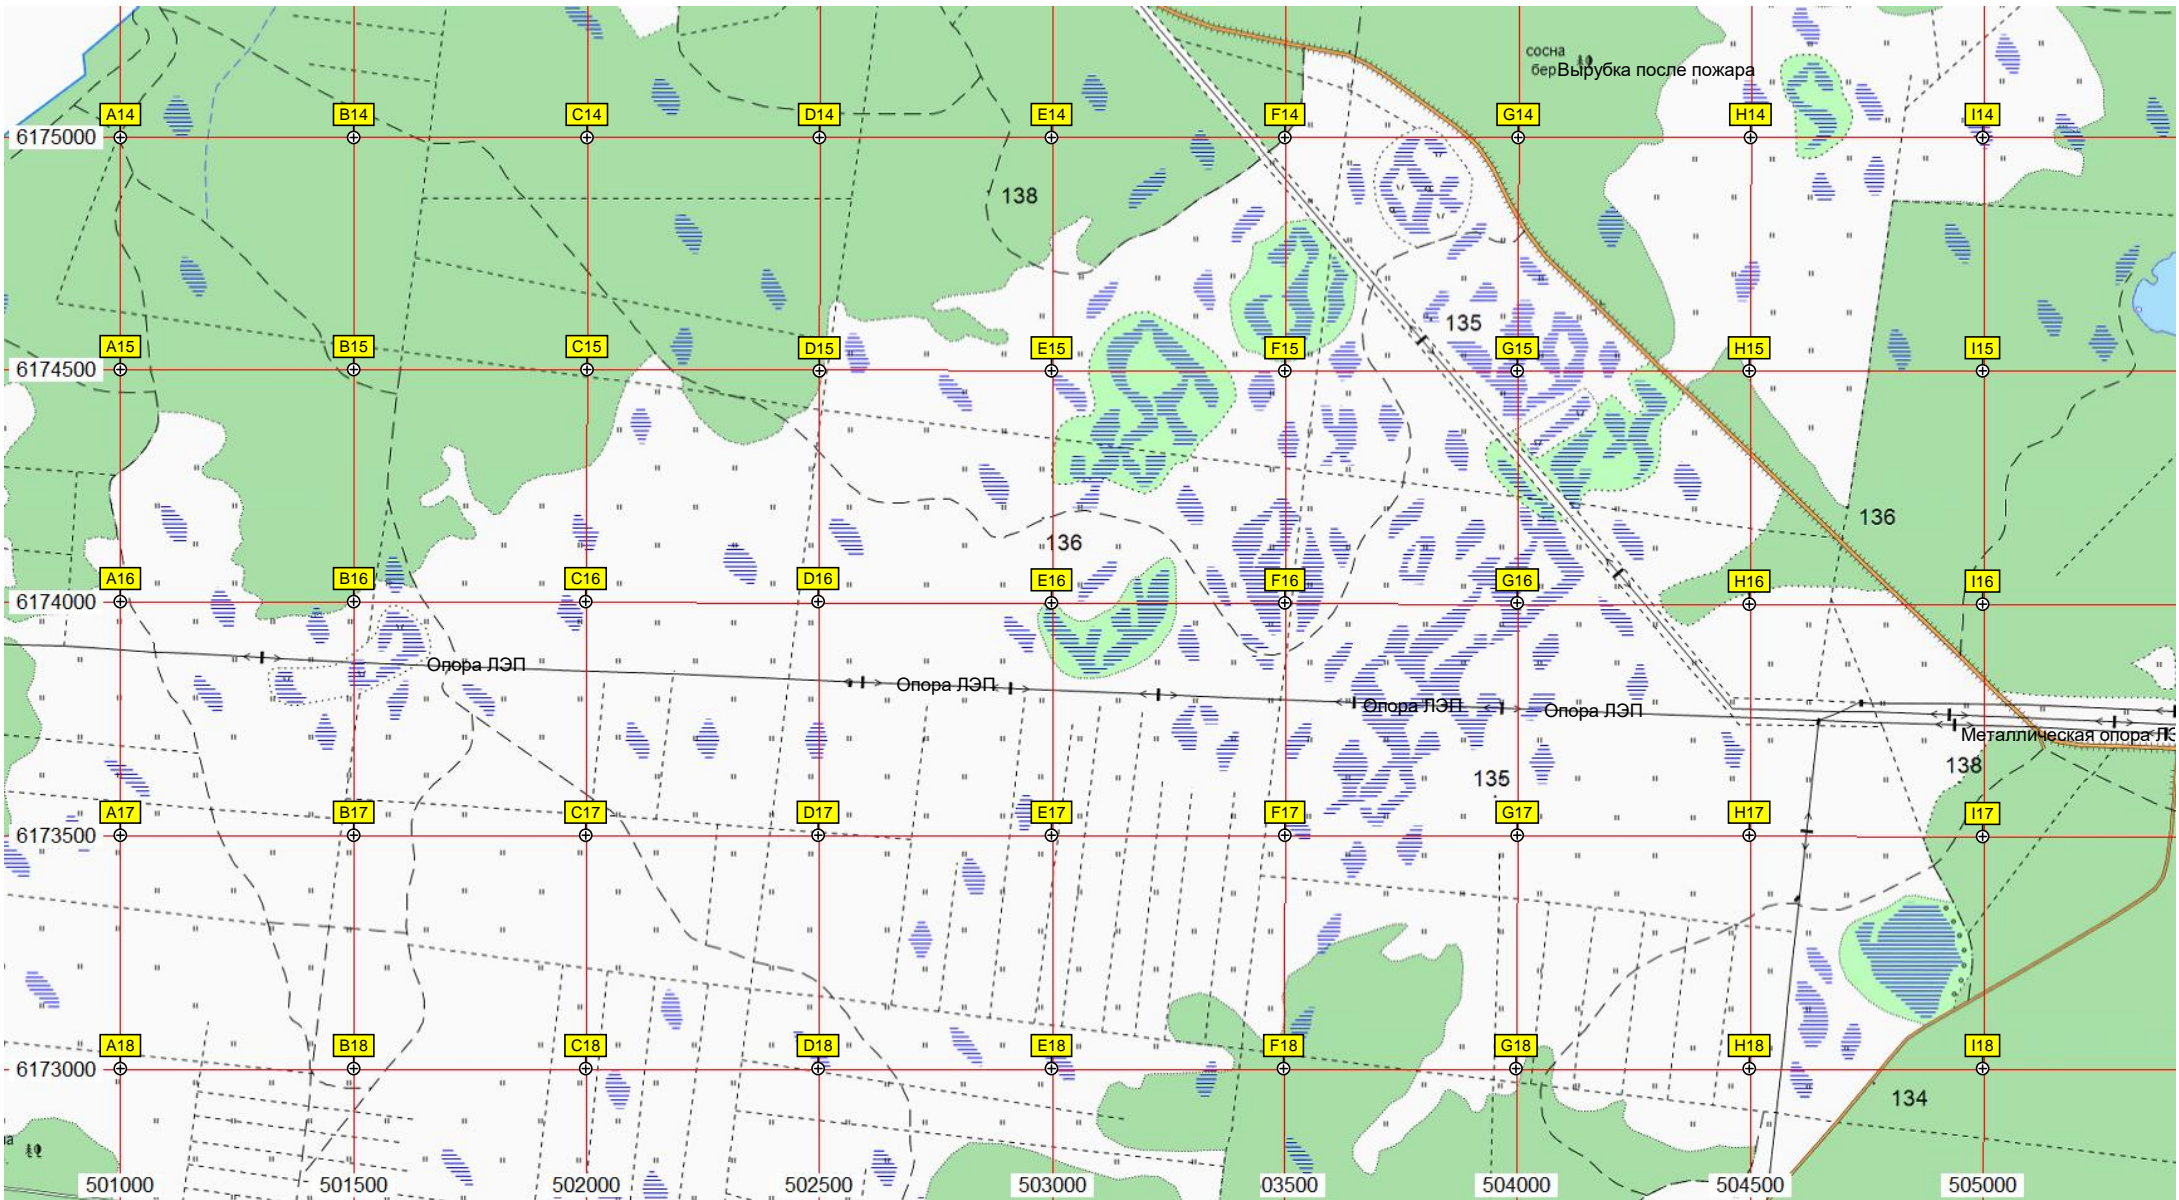 сосна
бер Вырубка после пожара
A14 B14 C14 D14 E14 F14 G14 H14 I14
6175000
138
135
A15 B15 C15 D15 E15 F15 G15 H15 I15
6174500
136
136
A16 B16 C16 D16 E16 F16 G16 H16 I16
6174000
Опора ЛЭП
Опора ЛЭП
Опора ЛЭП
Опора ЛЭП
Металлическая опора ЛЭ
138
135
A17 B17 C17 D17 E17 F17 G17 H17 I17
6173500
A18 B18 C18 D18 E18 F18 G18 H18 I18
6173000
134
на
501000 501500 502000 502500 503000 03500 504000 504500 505000